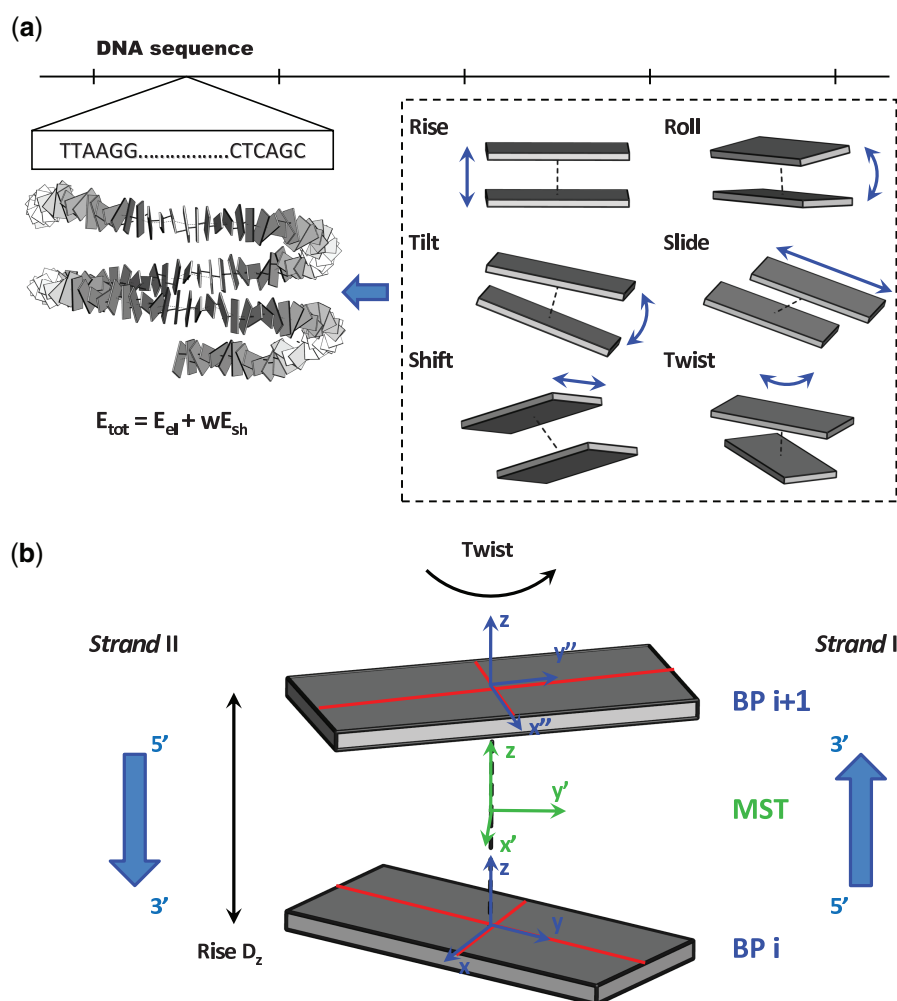 (a)
DNA sequence
TTAAGG.................CTCAGC
Rise
Roll
Tilt
Slide
Shift
Twist
E_tot = E_el + wE_sh
(b)
Twist
Strand II
Strand I
z
y''
x''
BP i+1
5'
3'
z
y'
x'
MST
z
y
x
3'
5'
Rise D_z
BP i